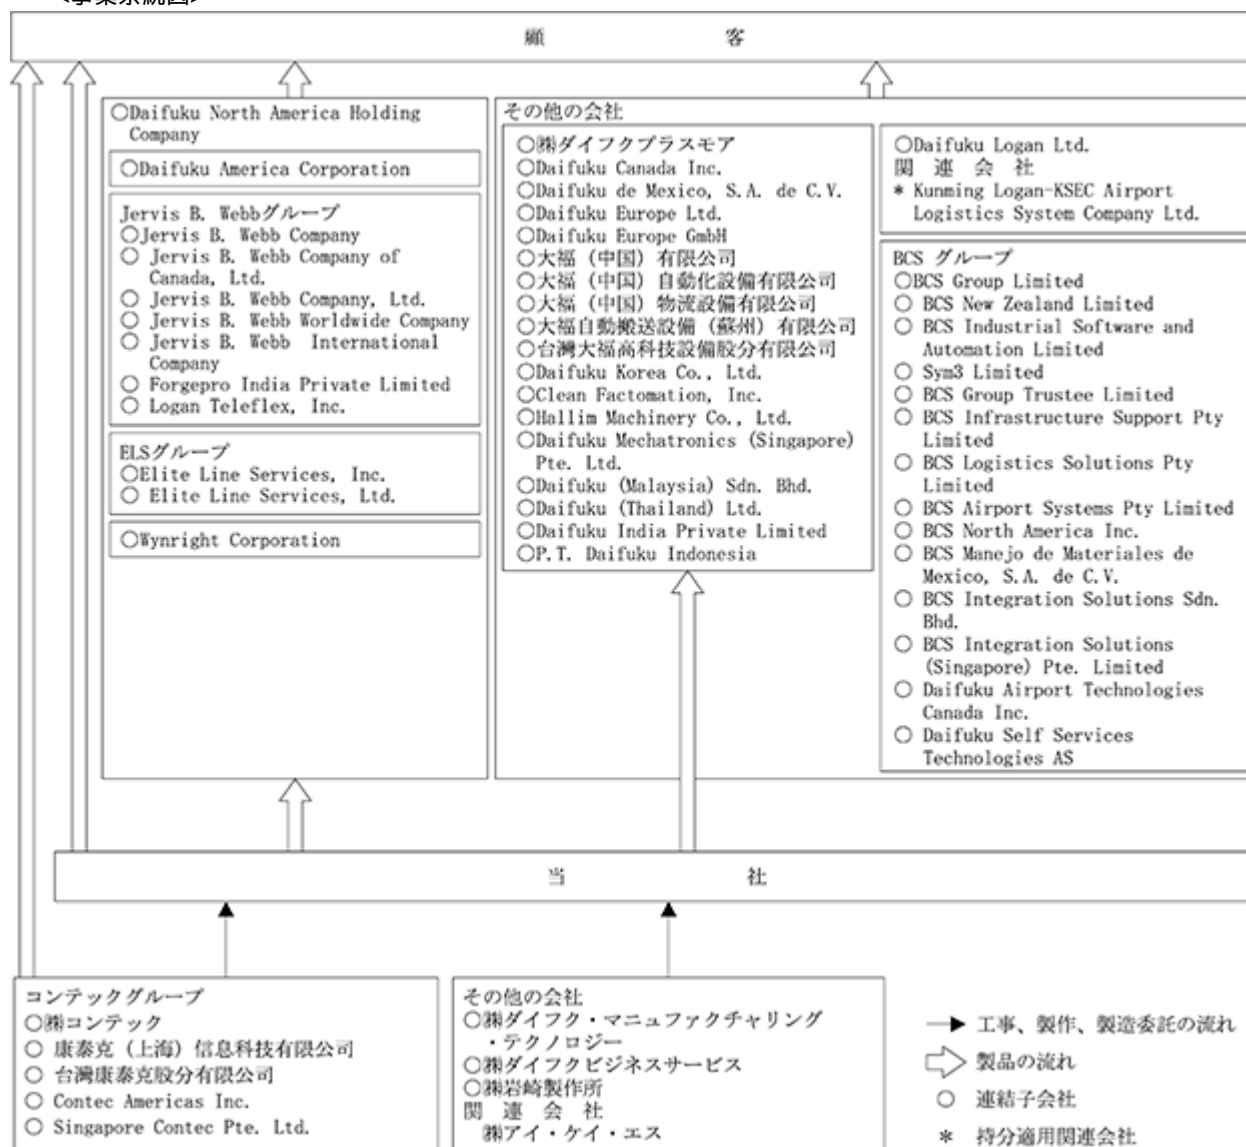 <事業系統図>
顧　　客
○Daifuku North America Holding
Company
○Daifuku America Corporation
Jervis B. Webbグループ
○Jervis B. Webb Company
○ Jervis B. Webb Company of
Canada, Ltd.
○ Jervis B. Webb Company, Ltd.
○ Jervis B. Webb Worldwide Company
○ Jervis B. Webb International
Company
○ Forgepro India Private Limited
○ Logan Teleflex, Inc.
ELSグループ
○Elite Line Services, Inc.
○ Elite Line Services, Ltd.
○Wynright Corporation
その他の会社
○㈱ダイフクプラスモア
○Daifuku Canada Inc.
○Daifuku de Mexico, S.A. de C.V.
○Daifuku Europe Ltd.
○Daifuku Europe GmbH
○大福（中国）有限公司
○大福（中国）自動化設備有限公司
○大福（中国）物流設備有限公司
○大福自動搬送設備（蘇州）有限公司
○台灣大福高科技設備股分有限公司
○Daifuku Korea Co., Ltd.
○Clean Factomation, Inc.
○Hallim Machinery Co., Ltd.
○Daifuku Mechatronics (Singapore)
Pte. Ltd.
○Daifuku (Malaysia) Sdn. Bhd.
○Daifuku (Thailand) Ltd.
○Daifuku India Private Limited
○P.T. Daifuku Indonesia
○Daifuku Logan Ltd.
関　連　会　社
* Kunming Logan-KSEC Airport
Logistics System Company Ltd.
BCS グループ
○BCS Group Limited
○ BCS New Zealand Limited
○ BCS Industrial Software and
Automation Limited
○ Sym3 Limited
○ BCS Group Trustee Limited
○ BCS Infrastructure Support Pty
Limited
○ BCS Logistics Solutions Pty
Limited
○ BCS Airport Systems Pty Limited
○ BCS North America Inc.
○ BCS Manejo de Materiales de
Mexico, S.A. de C.V.
○ BCS Integration Solutions Sdn.
Bhd.
○ BCS Integration Solutions
(Singapore) Pte. Limited
○ Daifuku Airport Technologies
Canada Inc.
○ Daifuku Self Services
Technologies AS
当　　社
コンテックグループ
○㈱コンテック
○ 康泰克（上海）信息科技有限公司
○ 台灣康泰克股分有限公司
○ Contec Americas Inc.
○ Singapore Contec Pte. Ltd.
その他の会社
○㈱ダイフク・マニュファクチャリング
・テクノロジー
○㈱ダイフクビジネスサービス
○㈱岩崎製作所
関　連　会　社
㈱アイ・ケイ・エス
工事、製作、製造委託の流れ
製品の流れ
○ 連結子会社
* 持分適用関連会社